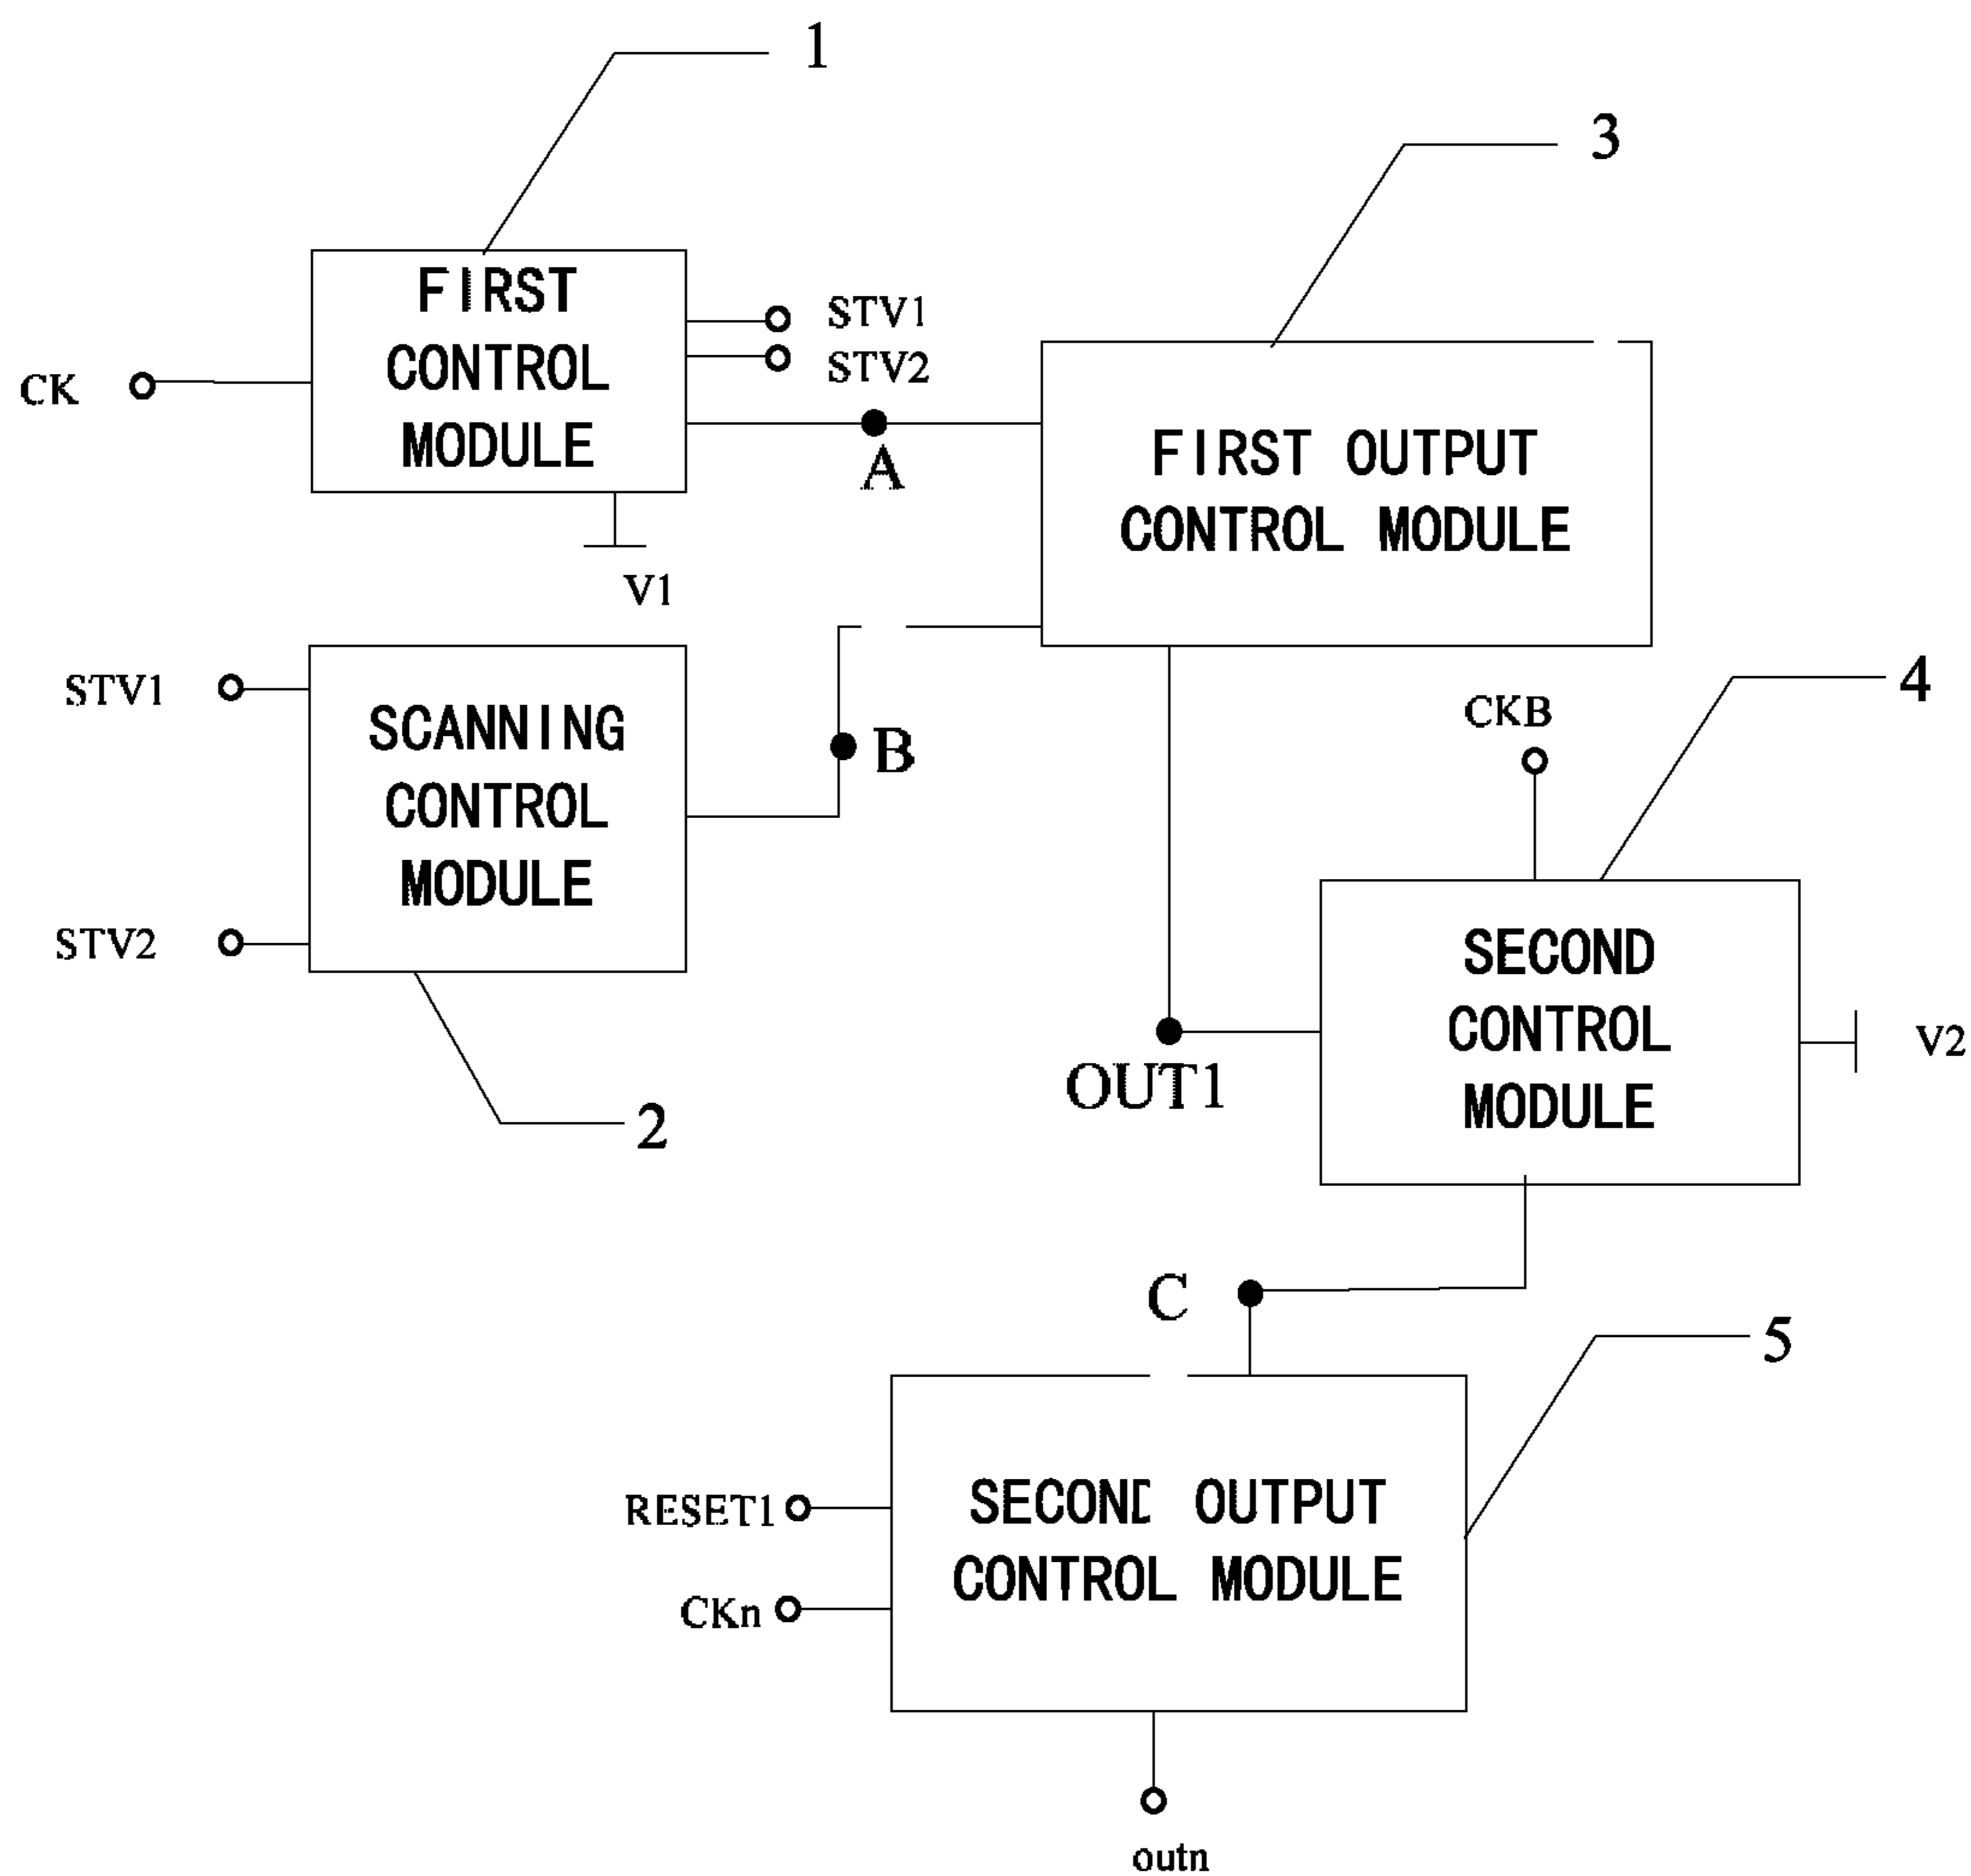 1
3
FIRST
CONTROL
MODULE
STV1
STV2
CK
A
V1
FIRST OUTPUT
CONTROL MODULE
STV1
SCANNING
CONTROL
MODULE
STV2
B
2
4
CKB
SECOND
CONTROL
MODULE
V2
OUT1
C
5
RESET1
SECOND OUTPUT
CONTROL MODULE
CKn
outn